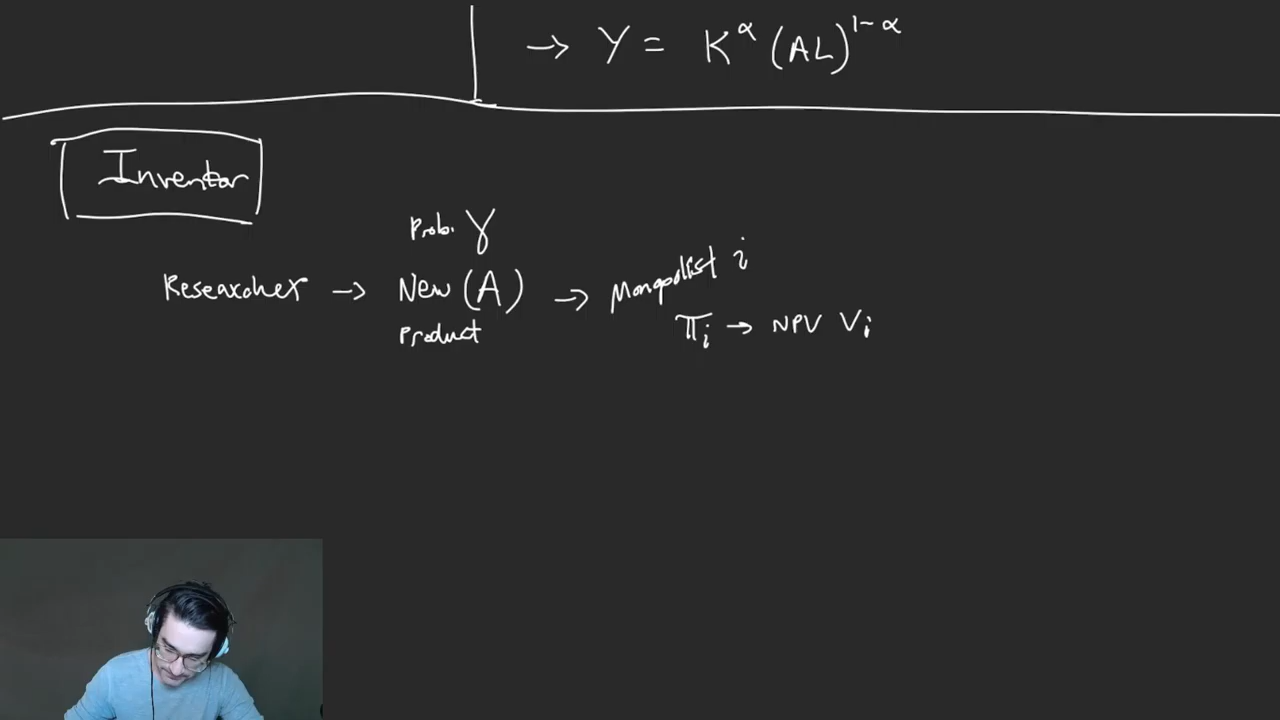 → Y = K^α (AL)^{1-α}
Inventor
Prob. γ
Researcher → New (A) → Monopolist i
Product
π_i → NPV V_i